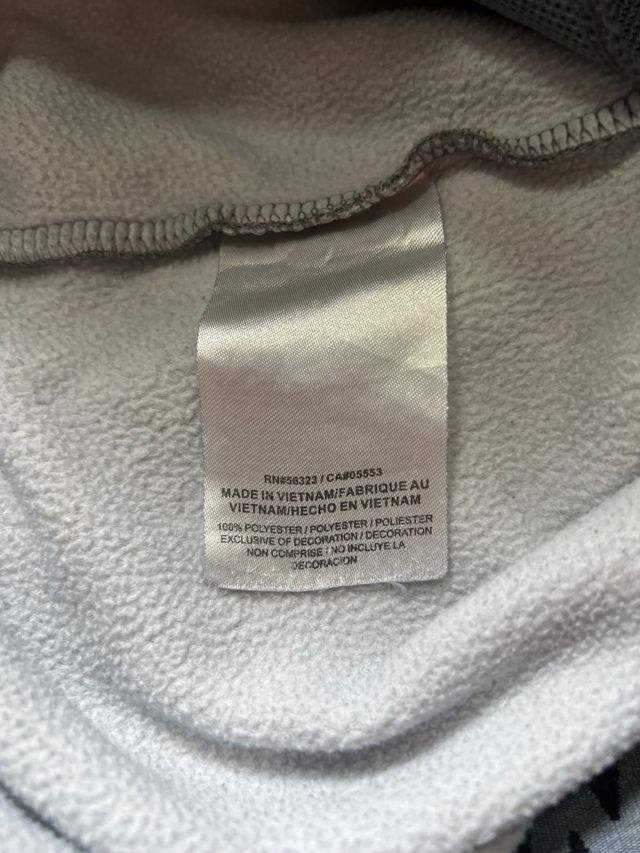 RN#56323 / CA#05553
MADE IN VIETNAM/FABRIQUE AU
VIETNAM/HECHO EN VIETNAM
100% POLYESTER / POLYESTER / POLIESTER
EXCLUSIVE OF DECORATION / DECORATION
NON COMPRISE / NO INCLUYE LA
DECORACION